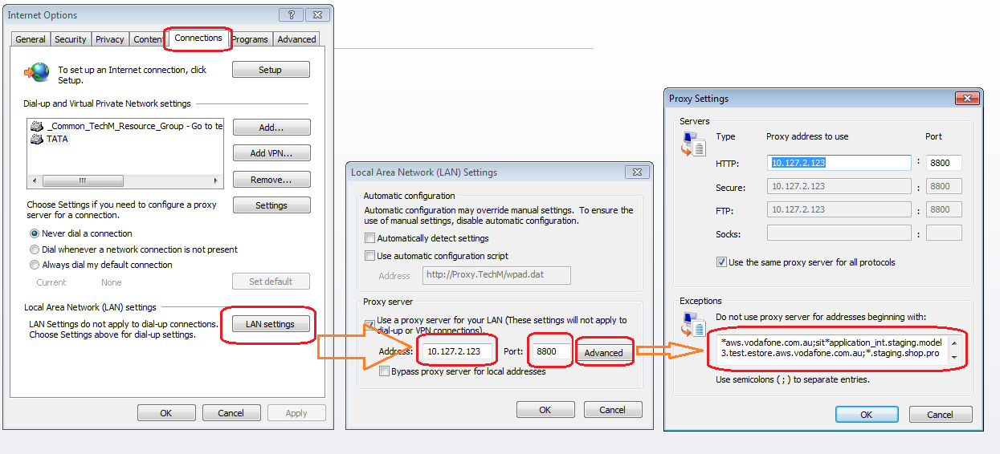 Internet Options
General Security Privacy Content Connections Programs Advanced
To set up an Internet connection, click
Setup.
Setup
Dial-up and Virtual Private Network settings
_Common_TechM_Resource_Group - Go to te
TATA
Add...
Add VPN...
Remove...
Choose Settings if you need to configure a proxy
server for a connection.
Settings
Never dial a connection
Dial whenever a network connection is not present
Always dial my default connection
Current None
Set default
Local Area Network (LAN) settings
LAN Settings do not apply to dial-up connections.
Choose Settings above for dial-up settings.
LAN settings
OK Cancel Apply
Local Area Network (LAN) Settings
Automatic configuration
Automatic configuration may override manual settings. To ensure the
use of manual settings, disable automatic configuration.
Automatically detect settings
Use automatic configuration script
Address http://Proxy.TechM/wpad.dat
Proxy server
Use a proxy server for your LAN (These settings will not apply to
dial-up or VPN connections).
Address: 10.127.2.123 Port: 8800 Advanced
Bypass proxy server for local addresses
OK Cancel
Proxy Settings
Servers
Type Proxy address to use Port
HTTP: 10.127.2.123 : 8800
Secure: 10.127.2.123 : 8800
FTP: 10.127.2.123 : 8800
Socks: :
Use the same proxy server for all protocols
Exceptions
Do not use proxy server for addresses beginning with:
*aws.vodafone.com.au;sit*application_int.staging.model
3.test.estore.aws.vodafone.com.au;*.staging.shop.pro
Use semicolons ( ; ) to separate entries.
OK Cancel